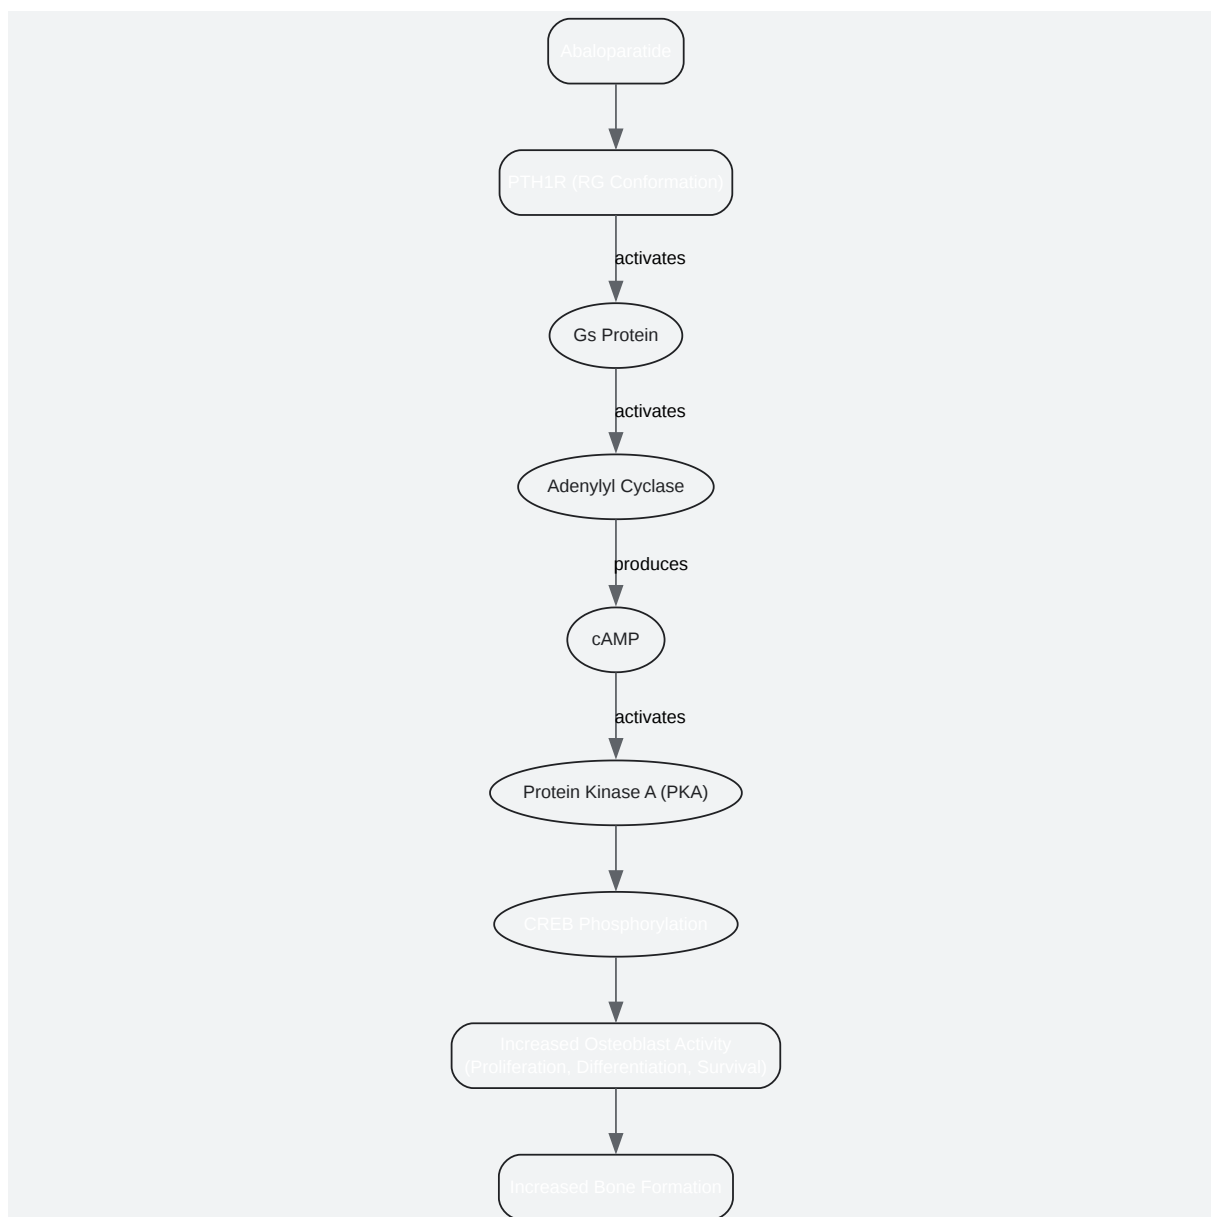 Abaloparatide
PTH1R (RG Conformation)
activates
Gs Protein
activates
Adenylyl Cyclase
produces
cAMP
activates
Protein Kinase A (PKA)
CREB Phosphorylation
Increased Osteoblast Activity
(Proliferation, Differentiation, Survival)
Increased Bone Formation